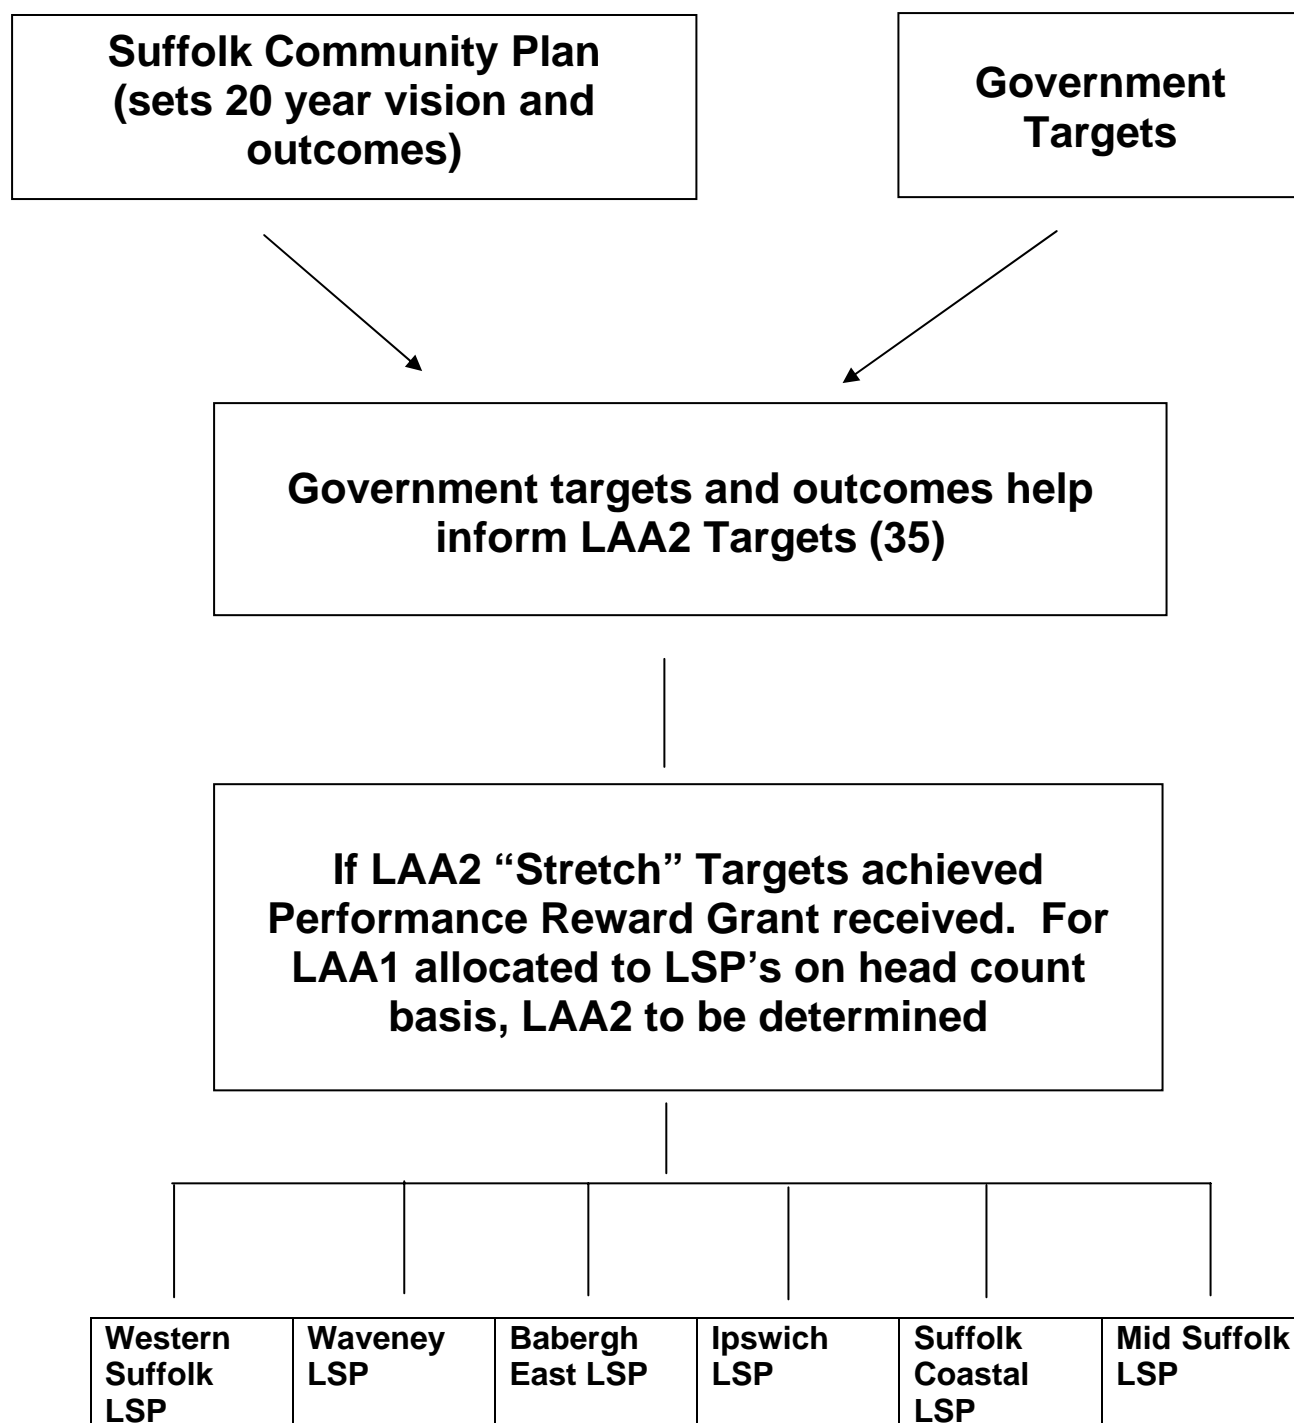 Suffolk Community Plan
(sets 20 year vision and
outcomes)
Government
Targets
Government targets and outcomes help
inform LAA2 Targets (35)
If LAA2 “Stretch” Targets achieved
Performance Reward Grant received.  For
LAA1 allocated to LSP’s on head count
basis, LAA2 to be determined
Western
Suffolk
LSP
Waveney
LSP
Babergh
East LSP
Ipswich
LSP
Suffolk
Coastal
LSP
Mid Suffolk
LSP